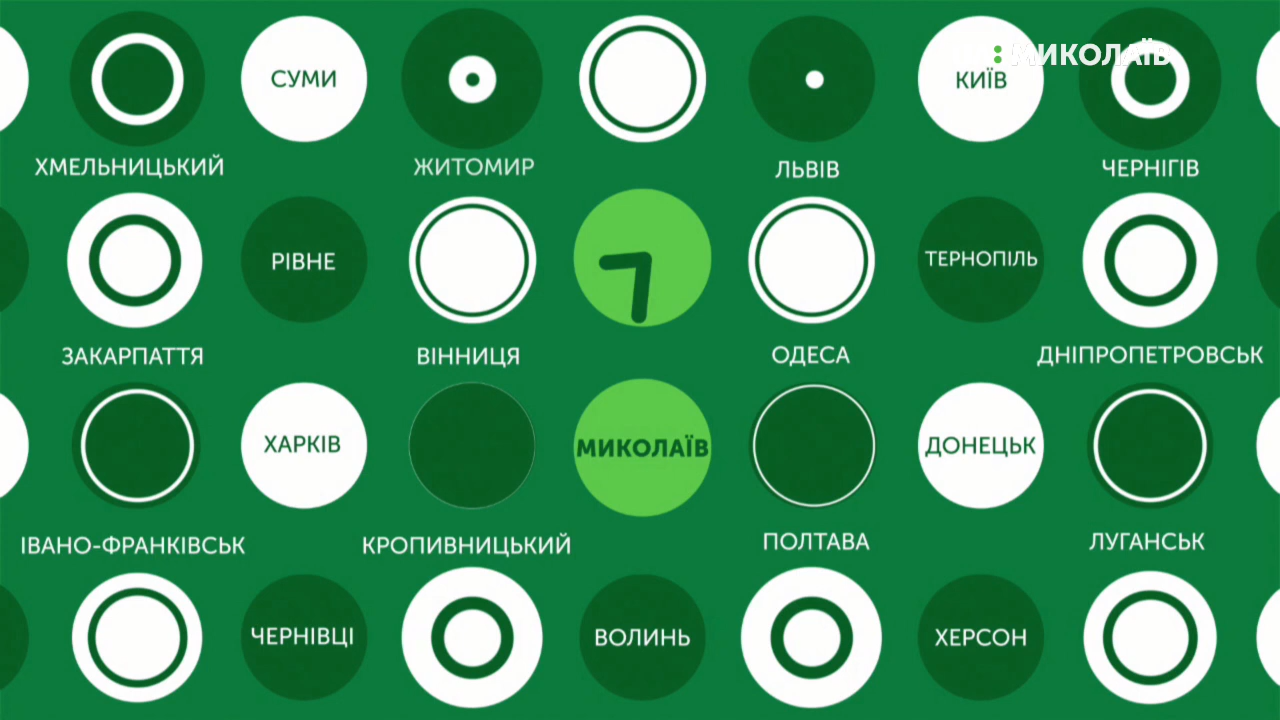 : МИКОЛАЇВ
СУМИ
КИЇВ
ХМЕЛЬНИЦЬКИЙ
ЖИТОМИР
ЛЬВІВ
ЧЕРНІГІВ
РІВНЕ
ТЕРНОПІЛЬ
ЗАКАРПАТТЯ
ВІННИЦЯ
ОДЕСА
ДНІПРОПЕТРОВСЬК
ХАРКІВ
МИКОЛАЇВ
ДОНЕЦЬК
ІВАНО-ФРАНКІВСЬК
КРОПИВНИЦЬКИЙ
ПОЛТАВА
ЛУГАНСЬК
ЧЕРНІВЦІ
ВОЛИНЬ
ХЕРСОН